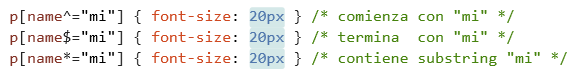 p[name^="mi"] { font-size: 20px } /* comienza con "mi" */
p[name$="mi"] { font-size: 20px } /* termina  con "mi" */
p[name*="mi"] { font-size: 20px } /* contiene substring "mi" */